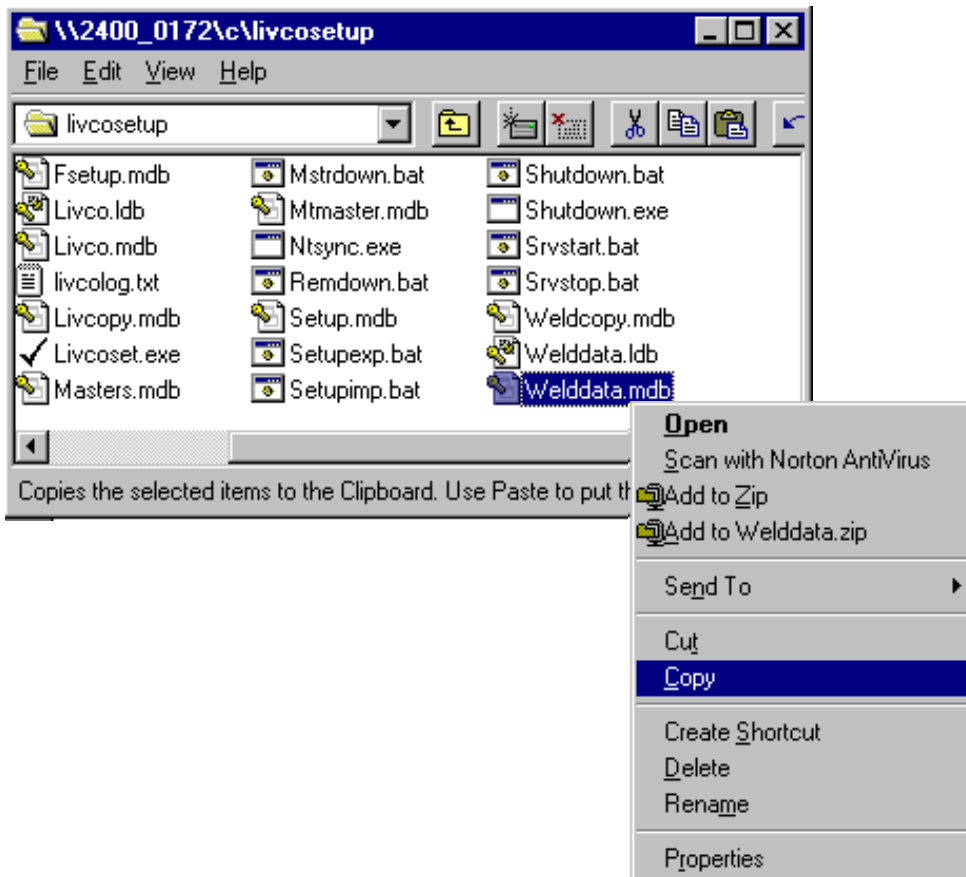 \\2400_0172\c\livcosetup
File Edit View Help
livcosetup
Fsetup.mdb Mstrdown.bat Shutdown.bat
Livco.ldb Mtmaster.mdb Shutdown.exe
Livco.mdb Ntsync.exe Srvstart.bat
livcolog.txt Remdown.bat Srvstop.bat
Livcopy.mdb Setup.mdb Weldcopy.mdb
Livcoset.exe Setupexp.bat Welddata.ldb
Masters.mdb Setupimp.bat Welddata.mdb
Copies the selected items to the Clipboard. Use Paste to put
Open
Scan with Norton AntiVirus
Add to Zip
Add to Welddata.zip
Send To
Cut
Copy
Create Shortcut
Delete
Rename
Properties